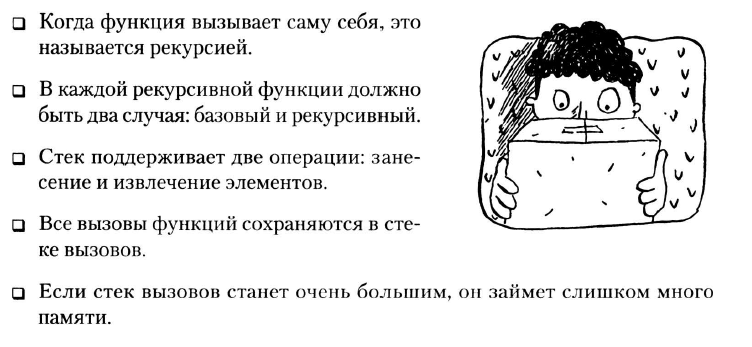 Когда функция вызывает саму себя, это
называется рекурсией.
В каждой рекурсивной функции должно
быть два случая: базовый и рекурсивный.
Стек поддерживает две операции: зане-
сение и извлечение элементов.
Все вызовы функций сохраняются в сте-
ке вызовов.
Если стек вызовов станет очень большим, он займет слишком много
памяти.